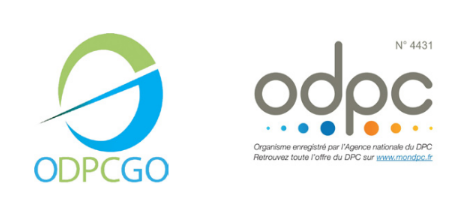 ODPCGO
N° 4431
odpc
Organisme enregistré par l'Agence nationale du DPC
Retrouvez toute l'offre du DPC sur www.mondpc.fr